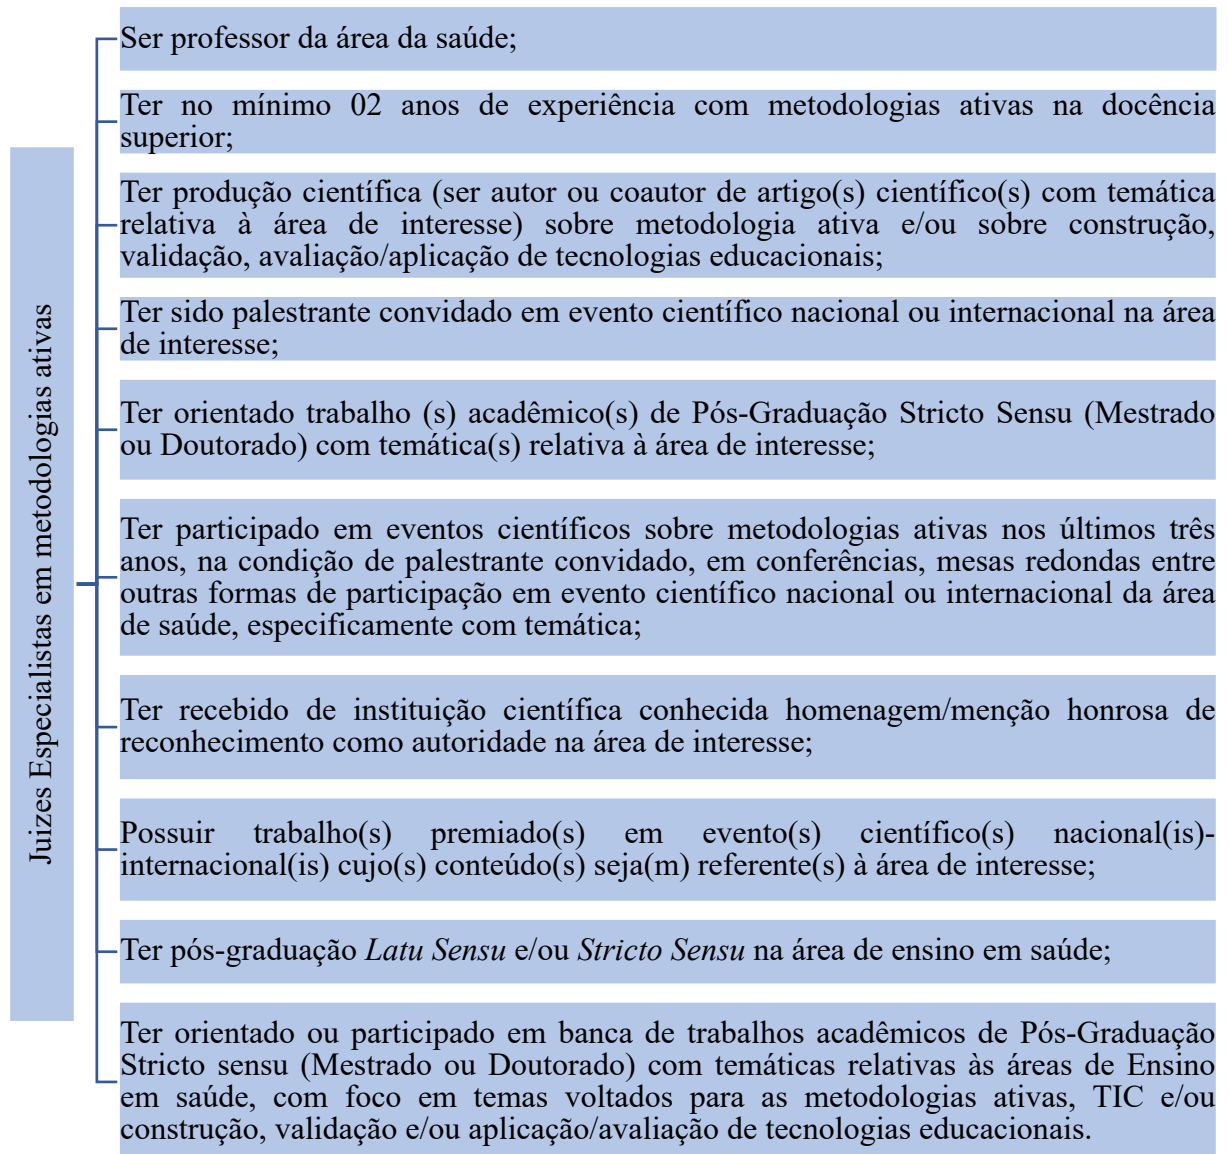 Juizes Especialistas em metodologias ativas
Ser professor da área da saúde;
Ter no mínimo 02 anos de experiência com metodologias ativas na docência
superior;
Ter produção científica (ser autor ou coautor de artigo(s) científico(s) com temática
relativa à área de interesse) sobre metodologia ativa e/ou sobre construção,
validação, avaliação/aplicação de tecnologias educacionais;
Ter sido palestrante convidado em evento científico nacional ou internacional na área
de interesse;
Ter orientado trabalho (s) acadêmico(s) de Pós-Graduação Stricto Sensu (Mestrado
ou Doutorado) com temática(s) relativa à área de interesse;
Ter participado em eventos científicos sobre metodologias ativas nos últimos três
anos, na condição de palestrante convidado, em conferências, mesas redondas entre
outras formas de participação em evento científico nacional ou internacional da área
de saúde, especificamente com temática;
Ter recebido de instituição científica conhecida homenagem/menção honrosa de
reconhecimento como autoridade na área de interesse;
Possuir trabalho(s) premiado(s) em evento(s) científico(s) nacional(is)-
internacional(is) cujo(s) conteúdo(s) seja(m) referente(s) à área de interesse;
Ter pós-graduação Latu Sensu e/ou Stricto Sensu na área de ensino em saúde;
Ter orientado ou participado em banca de trabalhos acadêmicos de Pós-Graduação
Stricto sensu (Mestrado ou Doutorado) com temáticas relativas às áreas de Ensino
em saúde, com foco em temas voltados para as metodologias ativas, TIC e/ou
construção, validação e/ou aplicação/avaliação de tecnologias educacionais.